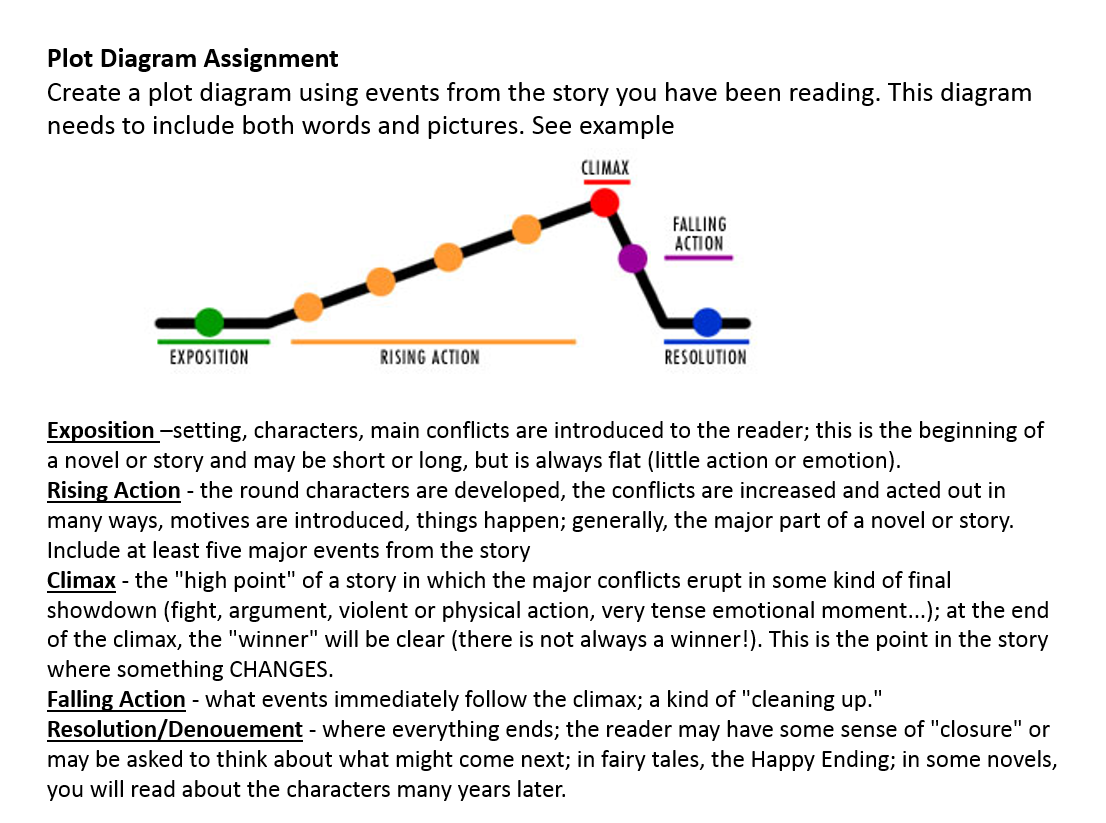 Plot Diagram Assignment
Create a plot diagram using events from the story you have been reading. This diagram
needs to include both words and pictures. See example
CLIMAX
FALLING
ACTION
EXPOSITION
RISING ACTION
RESOLUTION
Exposition –setting, characters, main conflicts are introduced to the reader; this is the beginning of
a novel or story and may be short or long, but is always flat (little action or emotion).
Rising Action - the round characters are developed, the conflicts are increased and acted out in
many ways, motives are introduced, things happen; generally, the major part of a novel or story.
Include at least five major events from the story
Climax - the "high point" of a story in which the major conflicts erupt in some kind of final
showdown (fight, argument, violent or physical action, very tense emotional moment...); at the end
of the climax, the "winner" will be clear (there is not always a winner!). This is the point in the story
where something CHANGES.
Falling Action - what events immediately follow the climax; a kind of "cleaning up."
Resolution/Denouement - where everything ends; the reader may have some sense of "closure" or
may be asked to think about what might come next; in fairy tales, the Happy Ending; in some novels,
you will read about the characters many years later.